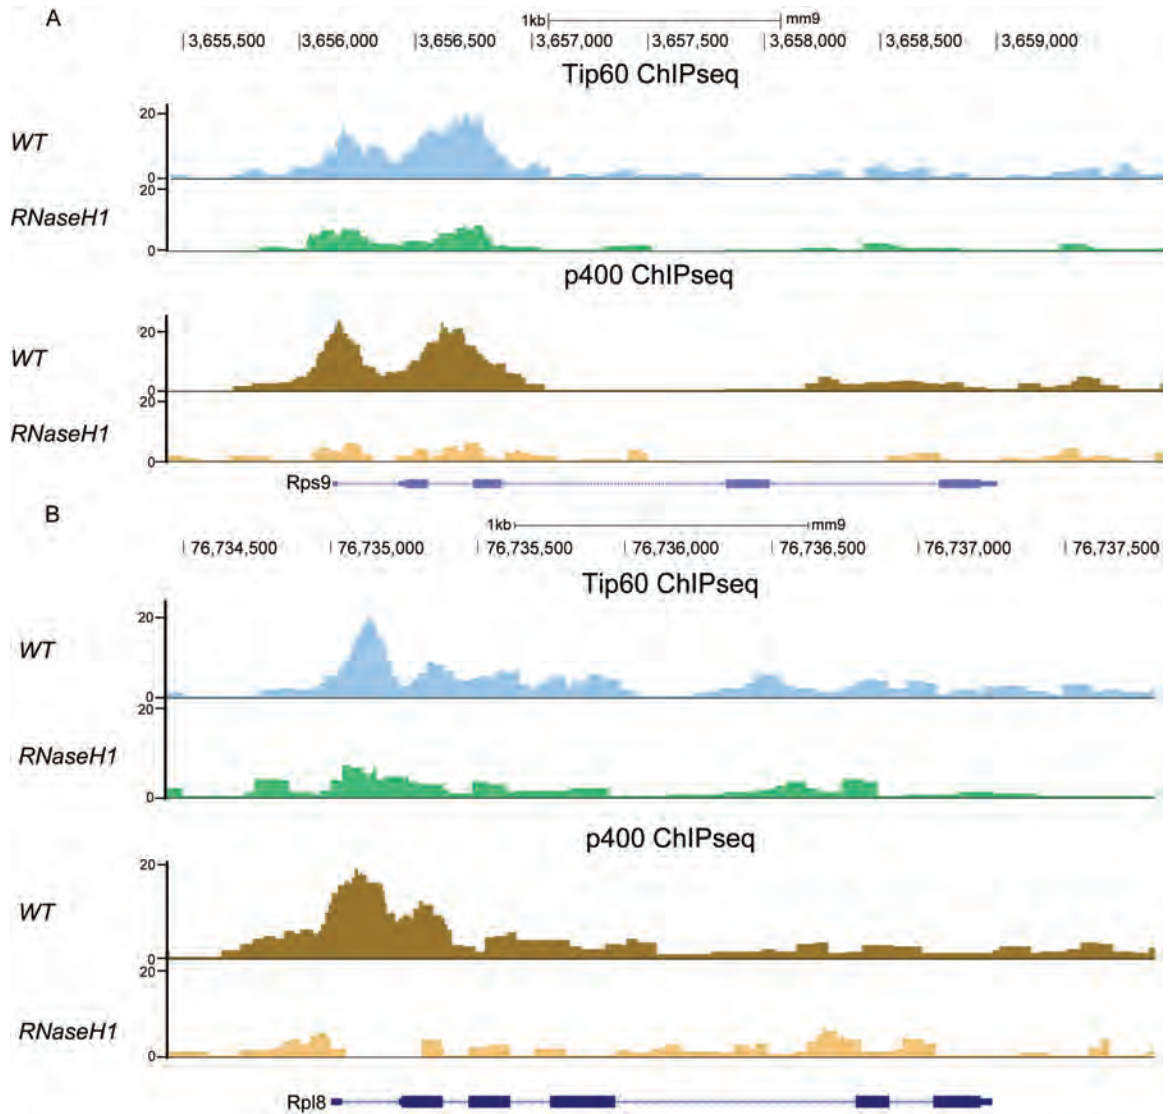 A
1kb mm9
|3,655,500 |3,656,000 |3,656,500 |3,657,000 |3,657,500 |3,658,000 |3,658,500 |3,659,000
Tip60 ChIPseq
20
WT
0
20
RNaseH1
0
p400 ChIPseq
20
WT
0
20
RNaseH1
0
Rps9
B
1kb mm9
|76,734,500 |76,735,000 |76,735,500 |76,736,000 |76,736,500 |76,737,000 |76,737,500
Tip60 ChIPseq
20
WT
0
20
RNaseH1
0
p400 ChIPseq
20
WT
0
20
RNaseH1
0
Rpl8